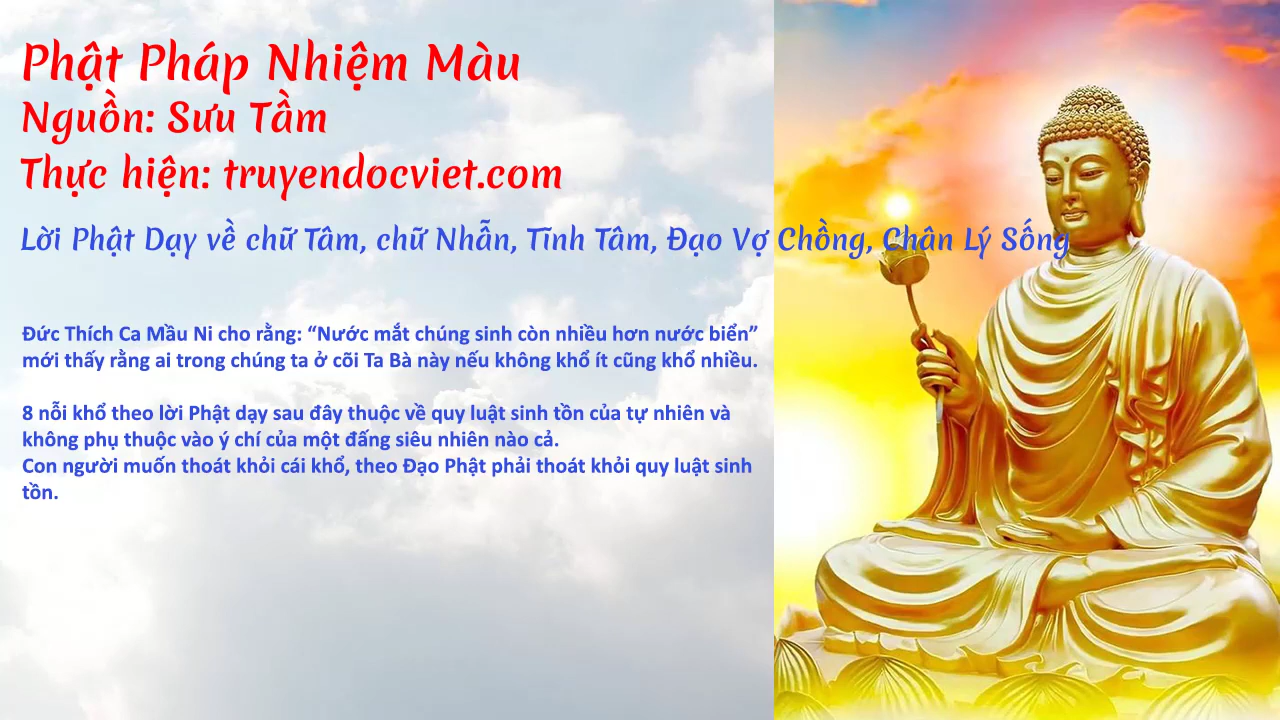 Phật Pháp Nhiệm Màu
Nguồn: Sưu Tầm
Thực hiện: truyendocviet.com
Lời Phật Dạy về chữ Tâm, chữ Nhẫn, Tĩnh Tâm, Đạo Vợ Chồng, Chân Lý Sống
Đức Thích Ca Mầu Ni cho rằng: “Nước mắt chúng sinh còn nhiều hơn nước biển”
mới thấy rằng ai trong chúng ta ở cõi Ta Bà này nếu không khổ ít cũng khổ nhiều.
8 nỗi khổ theo lời Phật dạy sau đây thuộc về quy luật sinh tồn của tự nhiên và
không phụ thuộc vào ý chí của một đấng siêu nhiên nào cả.
Con người muốn thoát khỏi cái khổ, theo Đạo Phật phải thoát khỏi quy luật sinh
tồn.